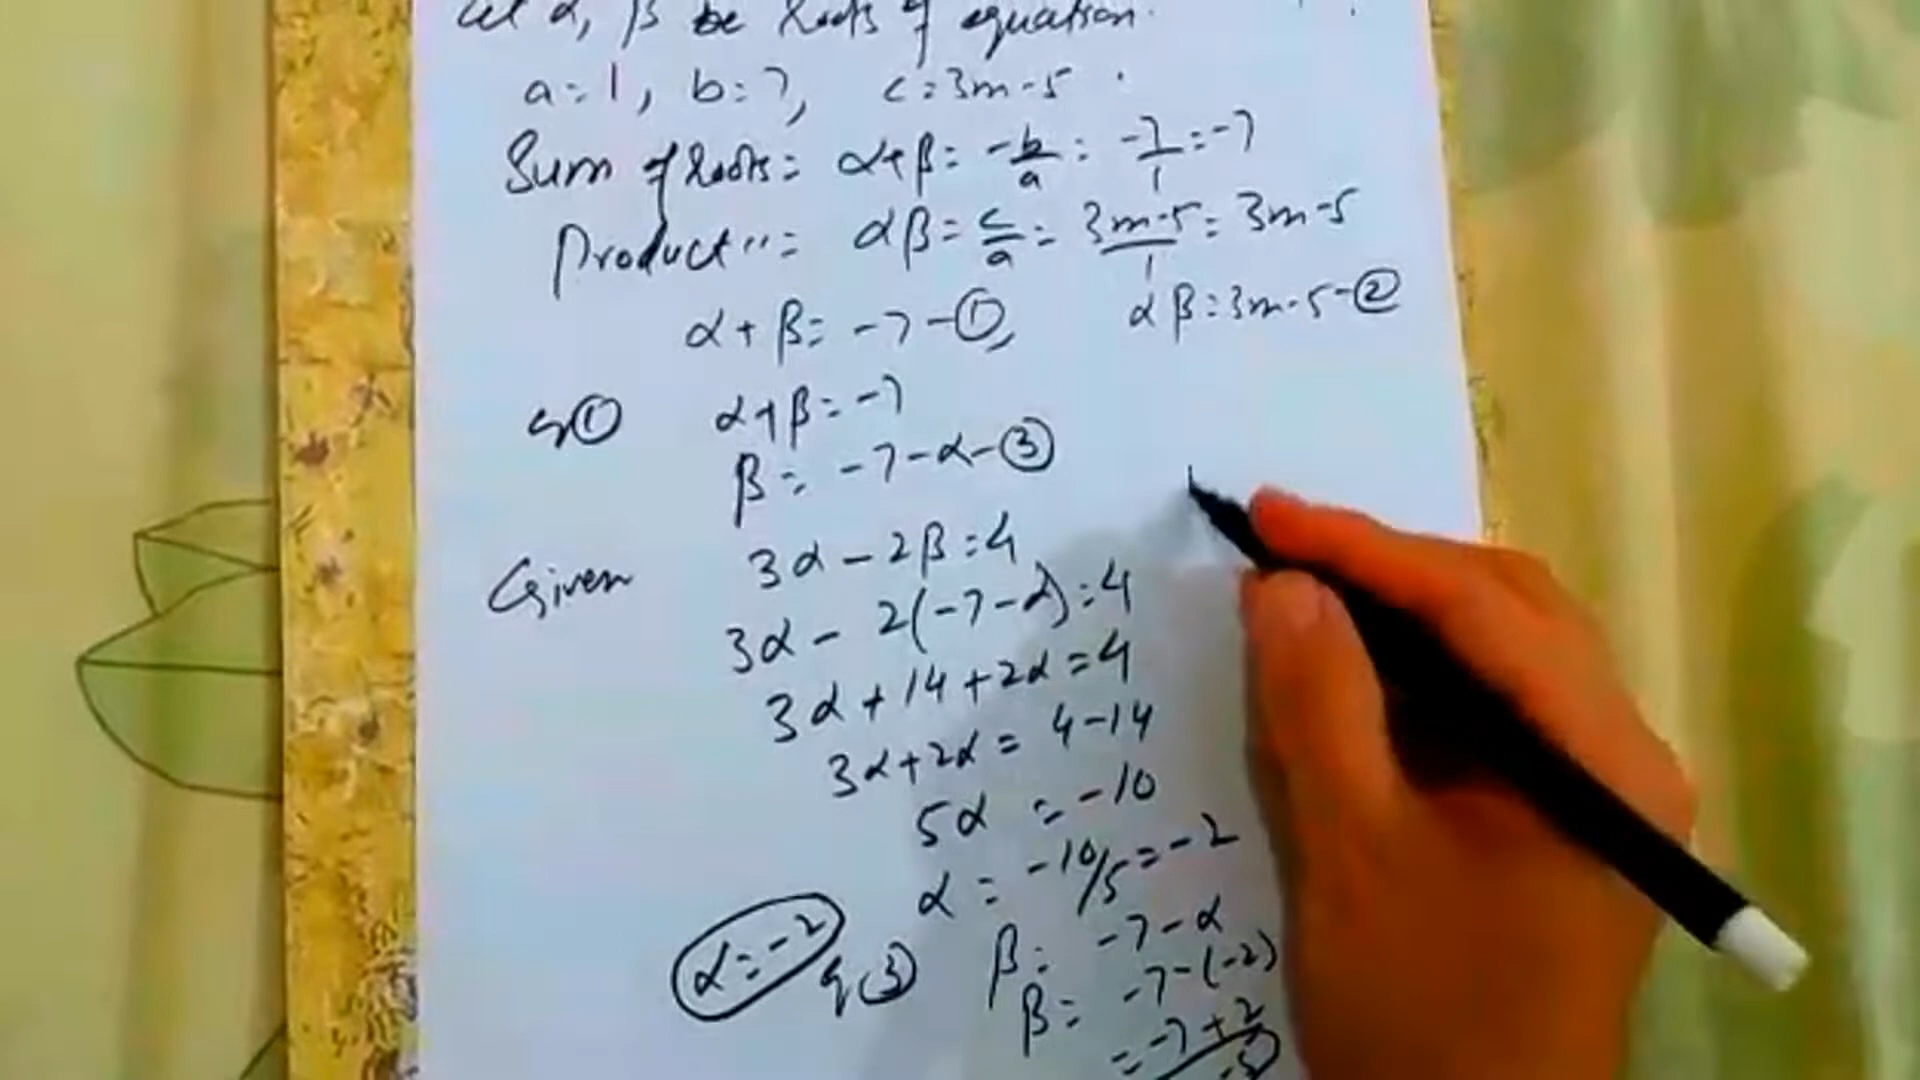 Let α, β be Roots of equation.
a=1, b=7, c=3m-5
Sum of Roots= α+β= -b/a = -7/1 = -7
Product "= αβ= c/a = 3m-5/1 = 3m-5
α+β= -7-①, αβ=3m-5-②
① α+β=-7
β= -7-α-③
Given 3α-2β=4
3α- 2(-7-α)=4
3α+14+2α=4
3α+2α= 4-14
5α = -10
α = -10/5=-2
α=-2 ③ β= -7-α
β= -7-(-2)
= -7+2
-5